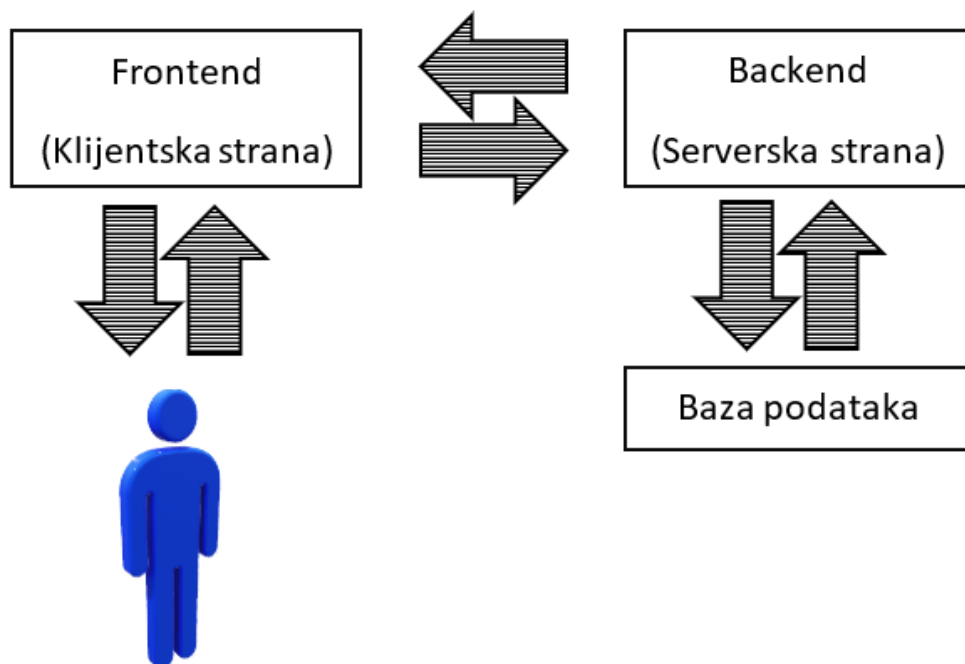 Frontend
(Klijentska strana)
Backend
(Serverska strana)
Baza podataka